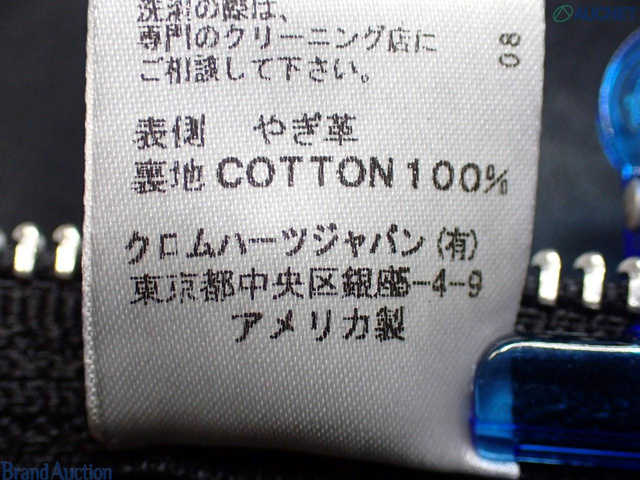 洗濯の際は、
専門のクリーニング店に
ご相談して下さい。
08
表側 やぎ革
裏地 COTTON 100%
クロムハーツジャパン(有)
東京都中央区銀座5-4-9
アメリカ製
AUCNET
Brand Auction